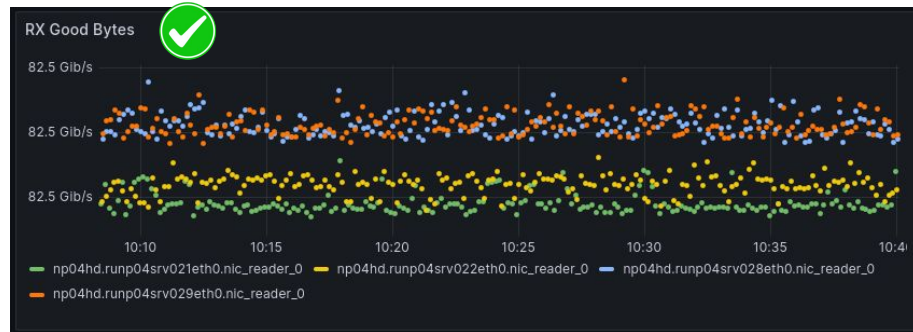 RX Good Bytes
82.5 Gib/s
82.5 Gib/s
82.5 Gib/s
10:10 10:15 10:20 10:25 10:30 10:35 10:40
np04hd.runp04srv021eth0.nic_reader_0 np04hd.runp04srv022eth0.nic_reader_0 np04hd.runp04srv028eth0.nic_reader_0
np04hd.runp04srv029eth0.nic_reader_0